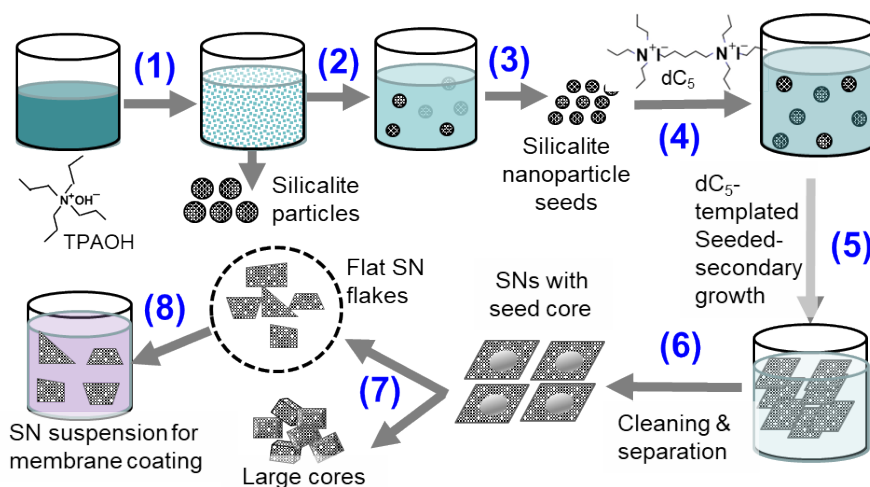 (1)
(2)
(3)
N⁺I⁻
N⁺I⁻
dC₅
(4)
Silicalite
nanoparticle
seeds
Silicalite
particles
N⁺OH⁻
TPAOH
dC₅-
templated
Seeded-
secondary
growth
(5)
Flat SN
flakes
SNs with
seed core
(6)
Cleaning &
separation
(7)
(8)
SN suspension for
membrane coating
Large cores